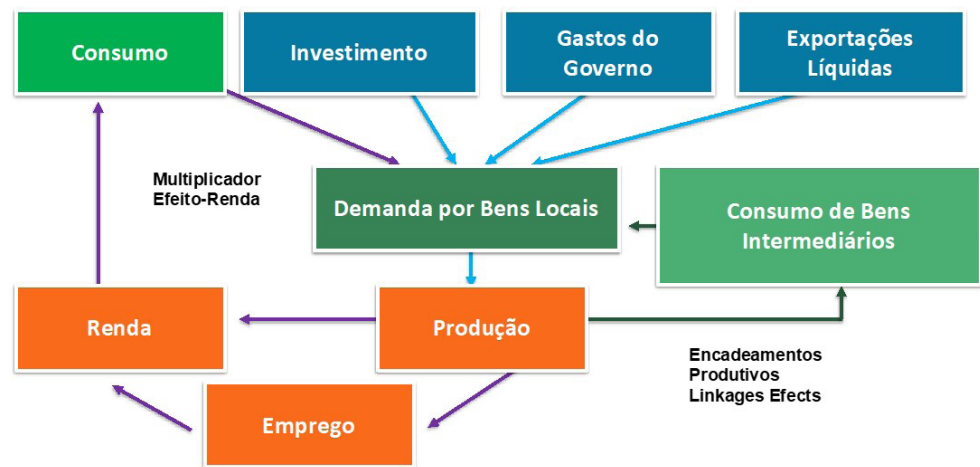 Consumo
Investimento
Gastos do
Governo
Exportações
Líquidas
Multiplicador
Efeito-Renda
Demanda por Bens Locais
Consumo de Bens
Intermediários
Renda
Produção
Encadeamentos
Produtivos
Linkages Effects
Emprego